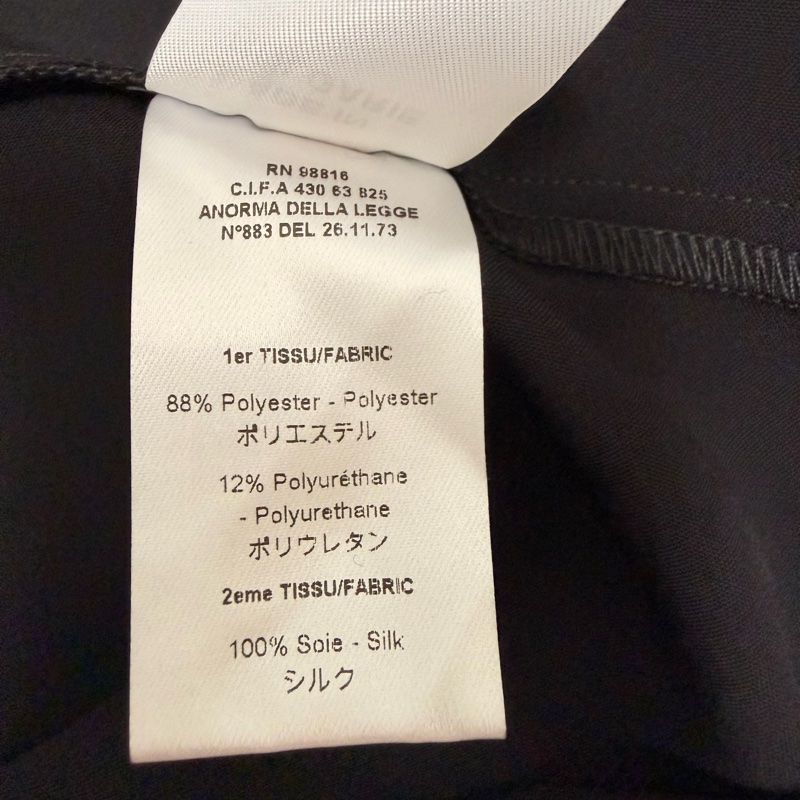 RN 98816
C.I.F.A 430 63 825
ANORMA DELLA LEGGE
N°883 DEL 26.11.73
1er TISSU/FABRIC
88% Polyester - Polyester
ポリエステル
12% Polyuréthane
- Polyurethane
ポリウレタン
2eme TISSU/FABRIC
100% Soie - Silk
シルク